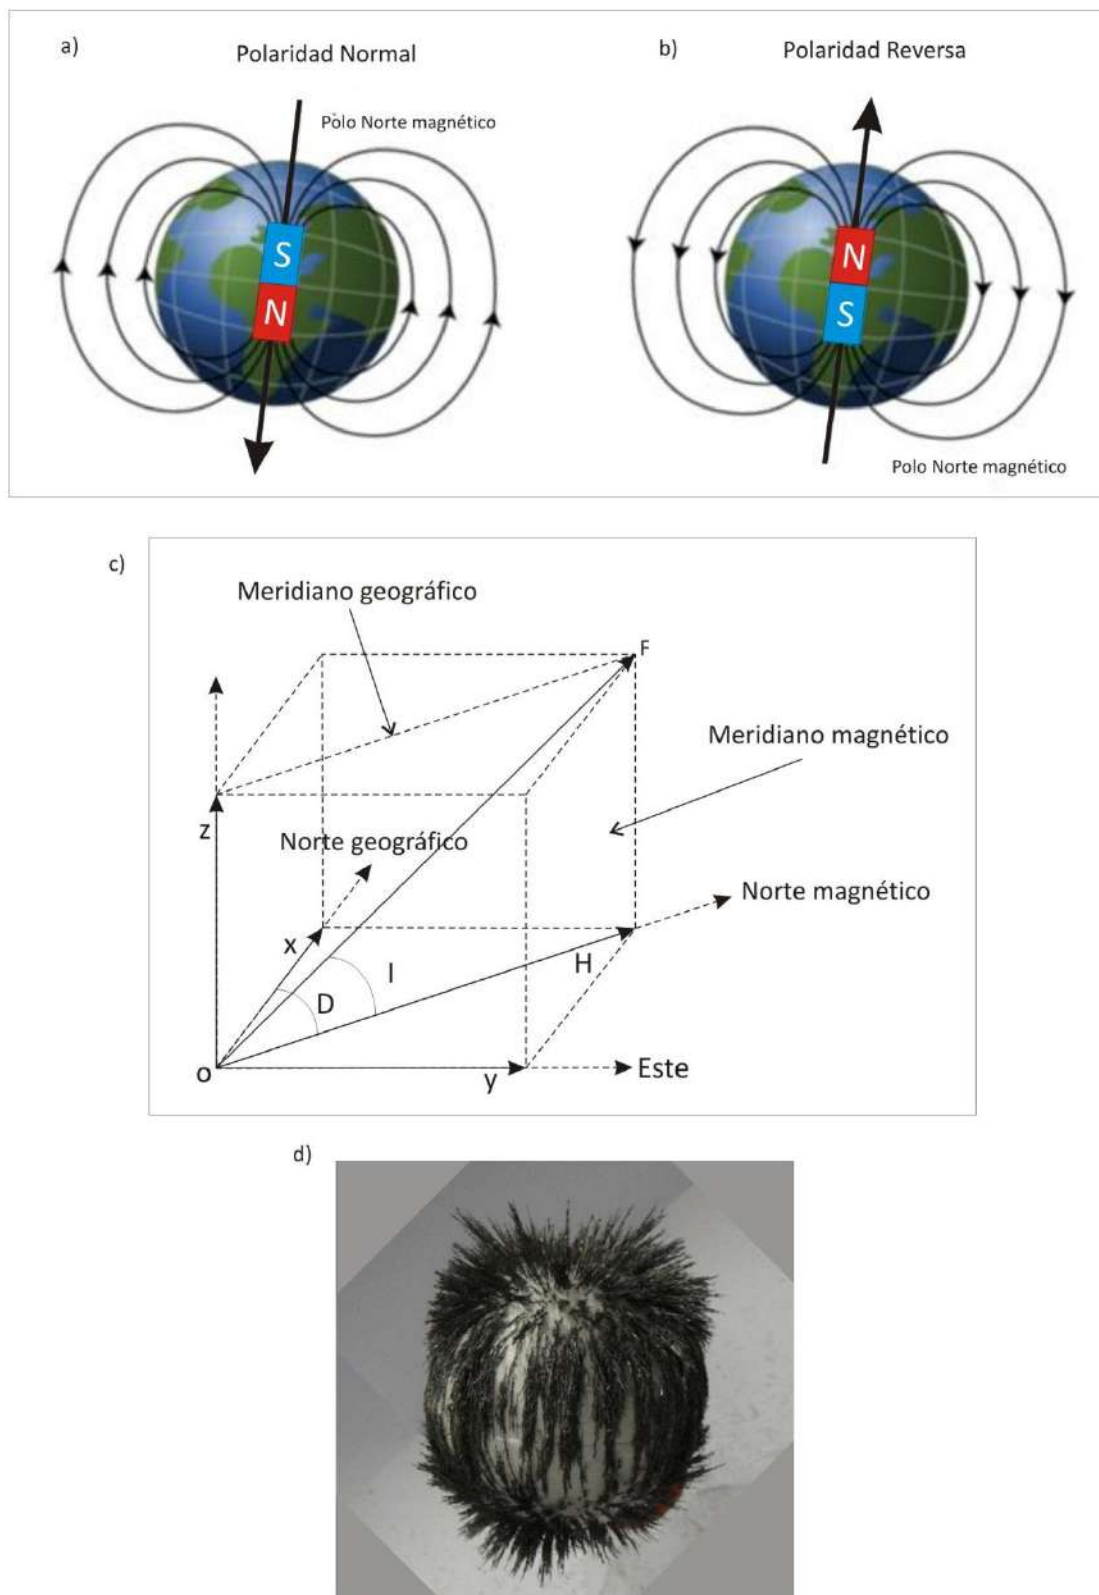 a)
Polaridad Normal
Polo Norte magnético
S
N
b)
Polaridad Reversa
N
S
Polo Norte magnético
c)
Meridiano geográfico
F
Meridiano magnético
z
Norte geográfico
Norte magnético
x
I
H
D
o
y
Este
d)